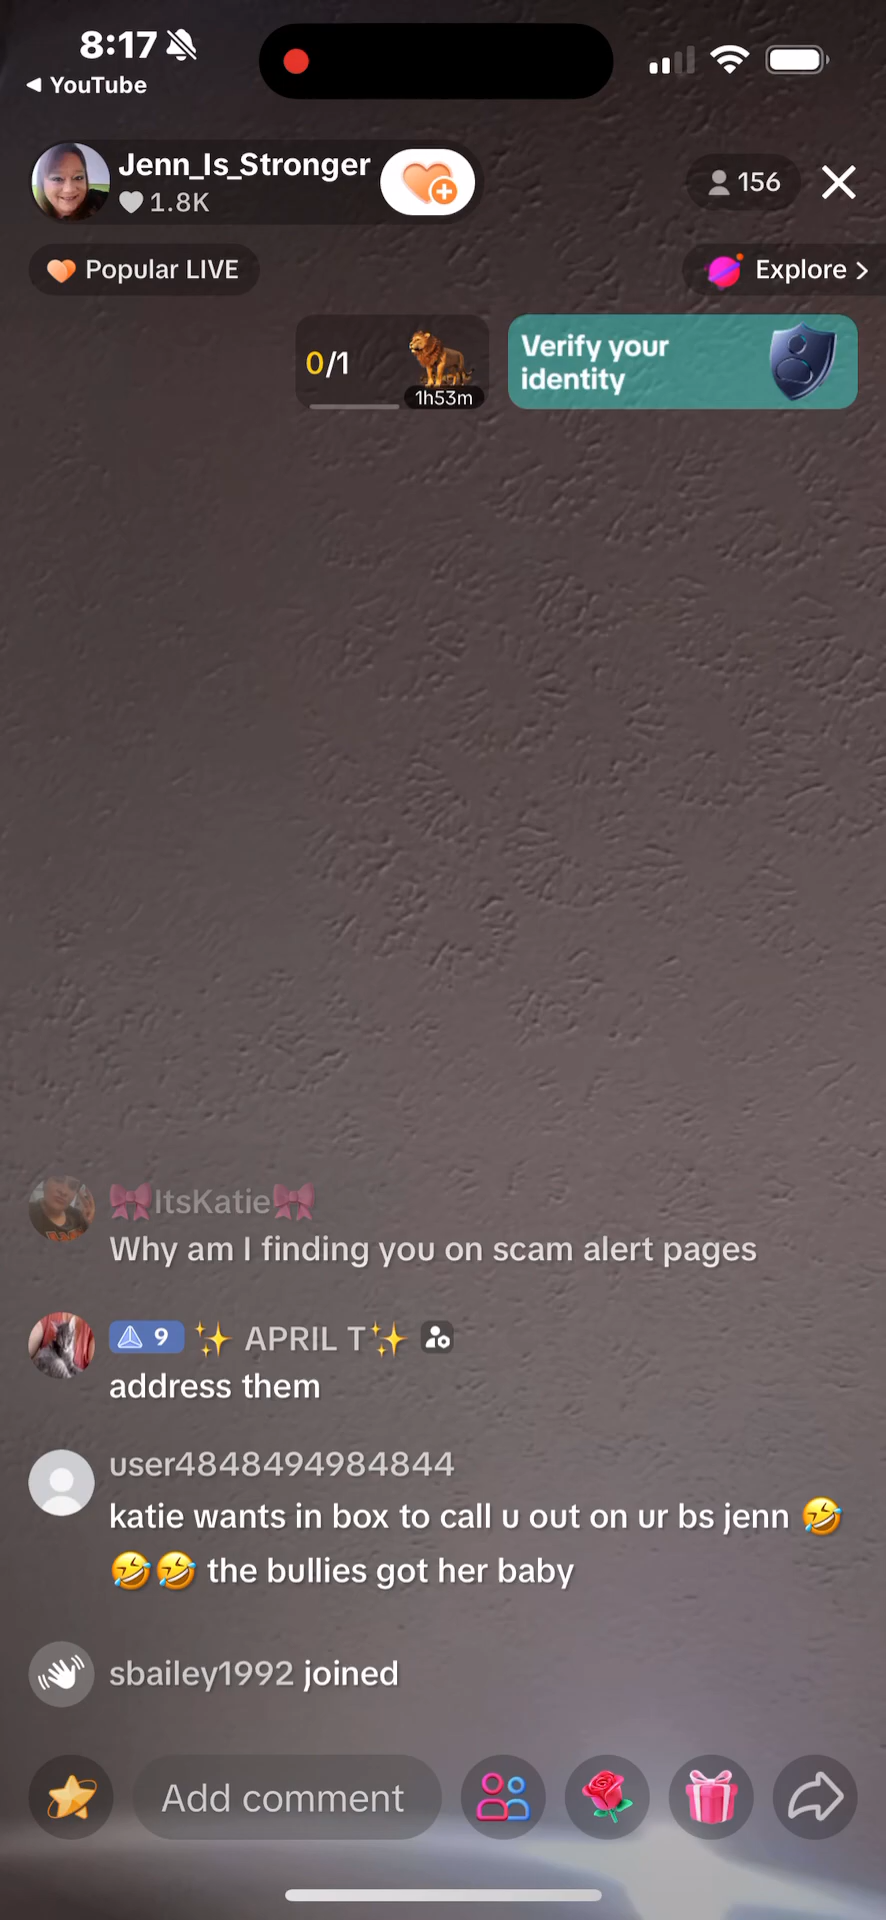 8:17
YouTube
Jenn_Is_Stronger
1.8K
156
Popular LIVE
Explore >
0/1
1h53m
Verify your
identity
🎀ItsKatie🎀
Why am I finding you on scam alert pages
9 ✨ APRIL T✨
address them
user4848494984844
katie wants in box to call u out on ur bs jenn 🤣
🤣🤣 the bullies got her baby
sbailey1992 joined
Add comment